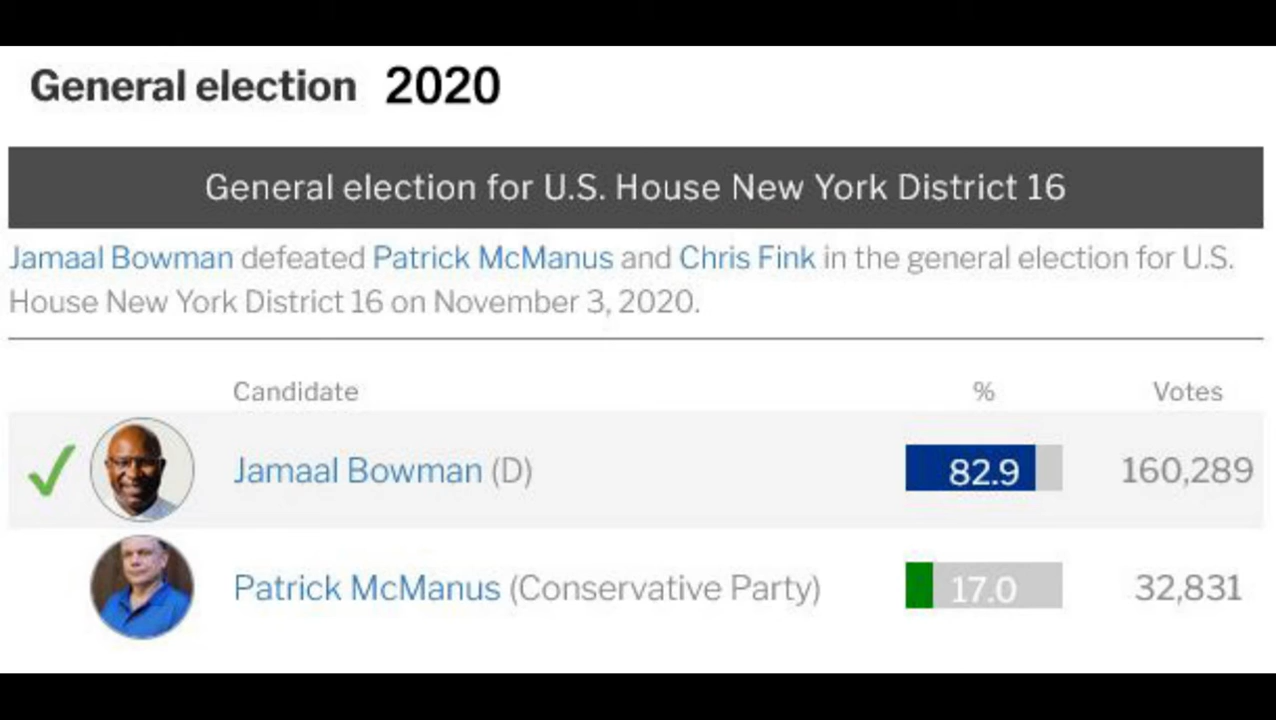 General election 2020
General election for U.S. House New York District 16
Jamaal Bowman defeated Patrick McManus and Chris Fink in the general election for U.S.
House New York District 16 on November 3, 2020.
Candidate % Votes
Jamaal Bowman (D) 82.9 160,289
Patrick McManus (Conservative Party) 17.0 32,831